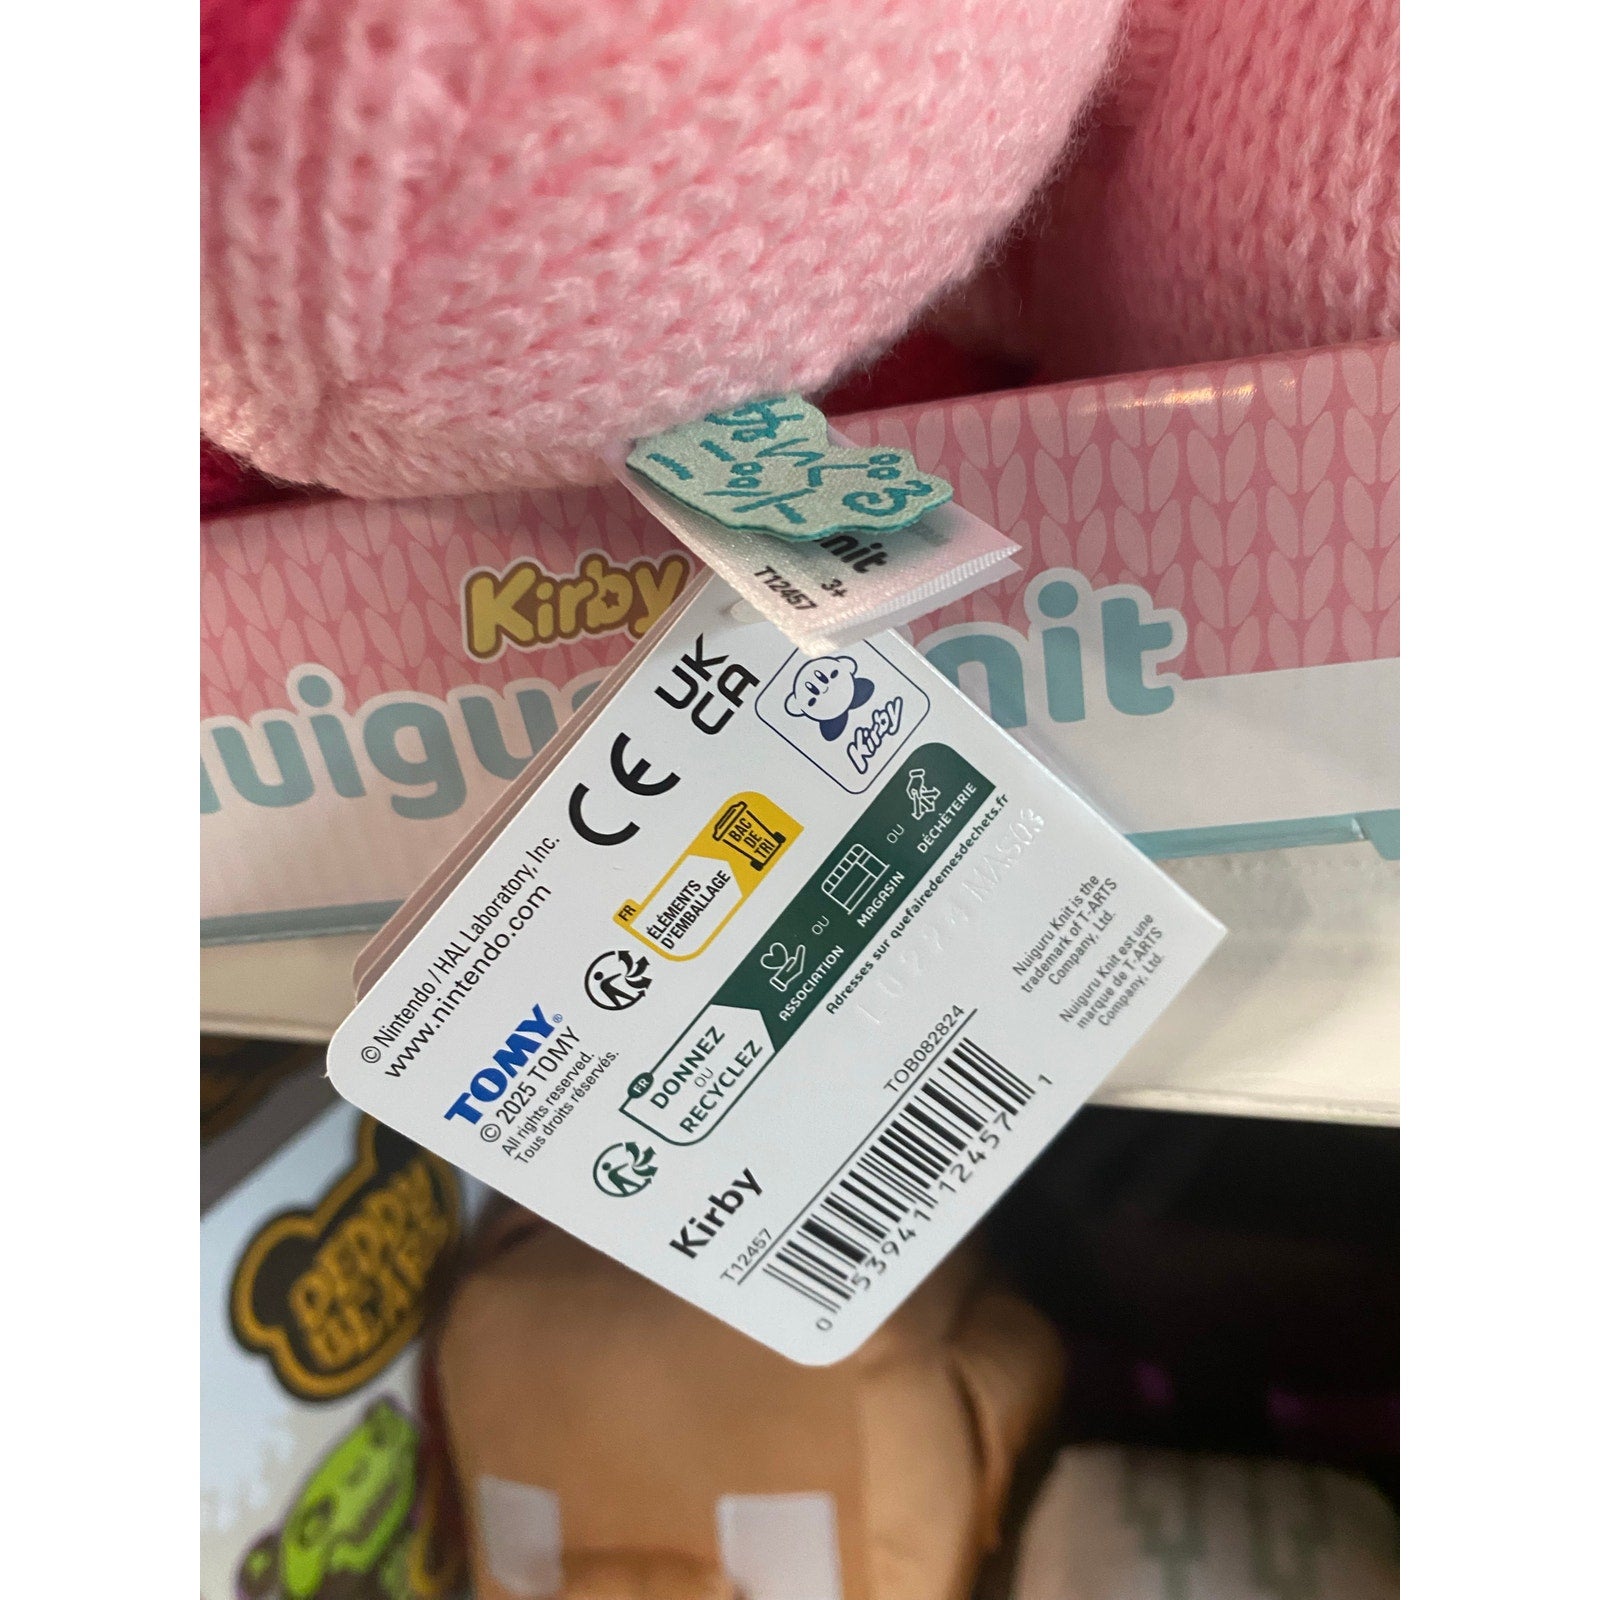 Kirby
nit
3+
T12457
UK
CA
Kirby
CE
© Nintendo / HAL Laboratory, Inc.
www.nintendo.com
FR
ÉLÉMENTS
D'EMBALLAGE
BAC
DE
TRI
TOMY®
© 2025 TOMY
All rights reserved.
Tous droits réservés.
FR
DONNEZ
OU
RECYCLEZ
ASSOCIATION
OU
MAGASIN
OU
DÉCHÈTERIE
Adresses sur quefairedemesdechets.fr
Nuiguru Knit is the
trademark of T-ARTS
Company, Ltd.
Nuiguru Knit est une
marque de T-ARTS
Company, Ltd.
Kirby
T12457
TOB082824
0 53941 12457 1